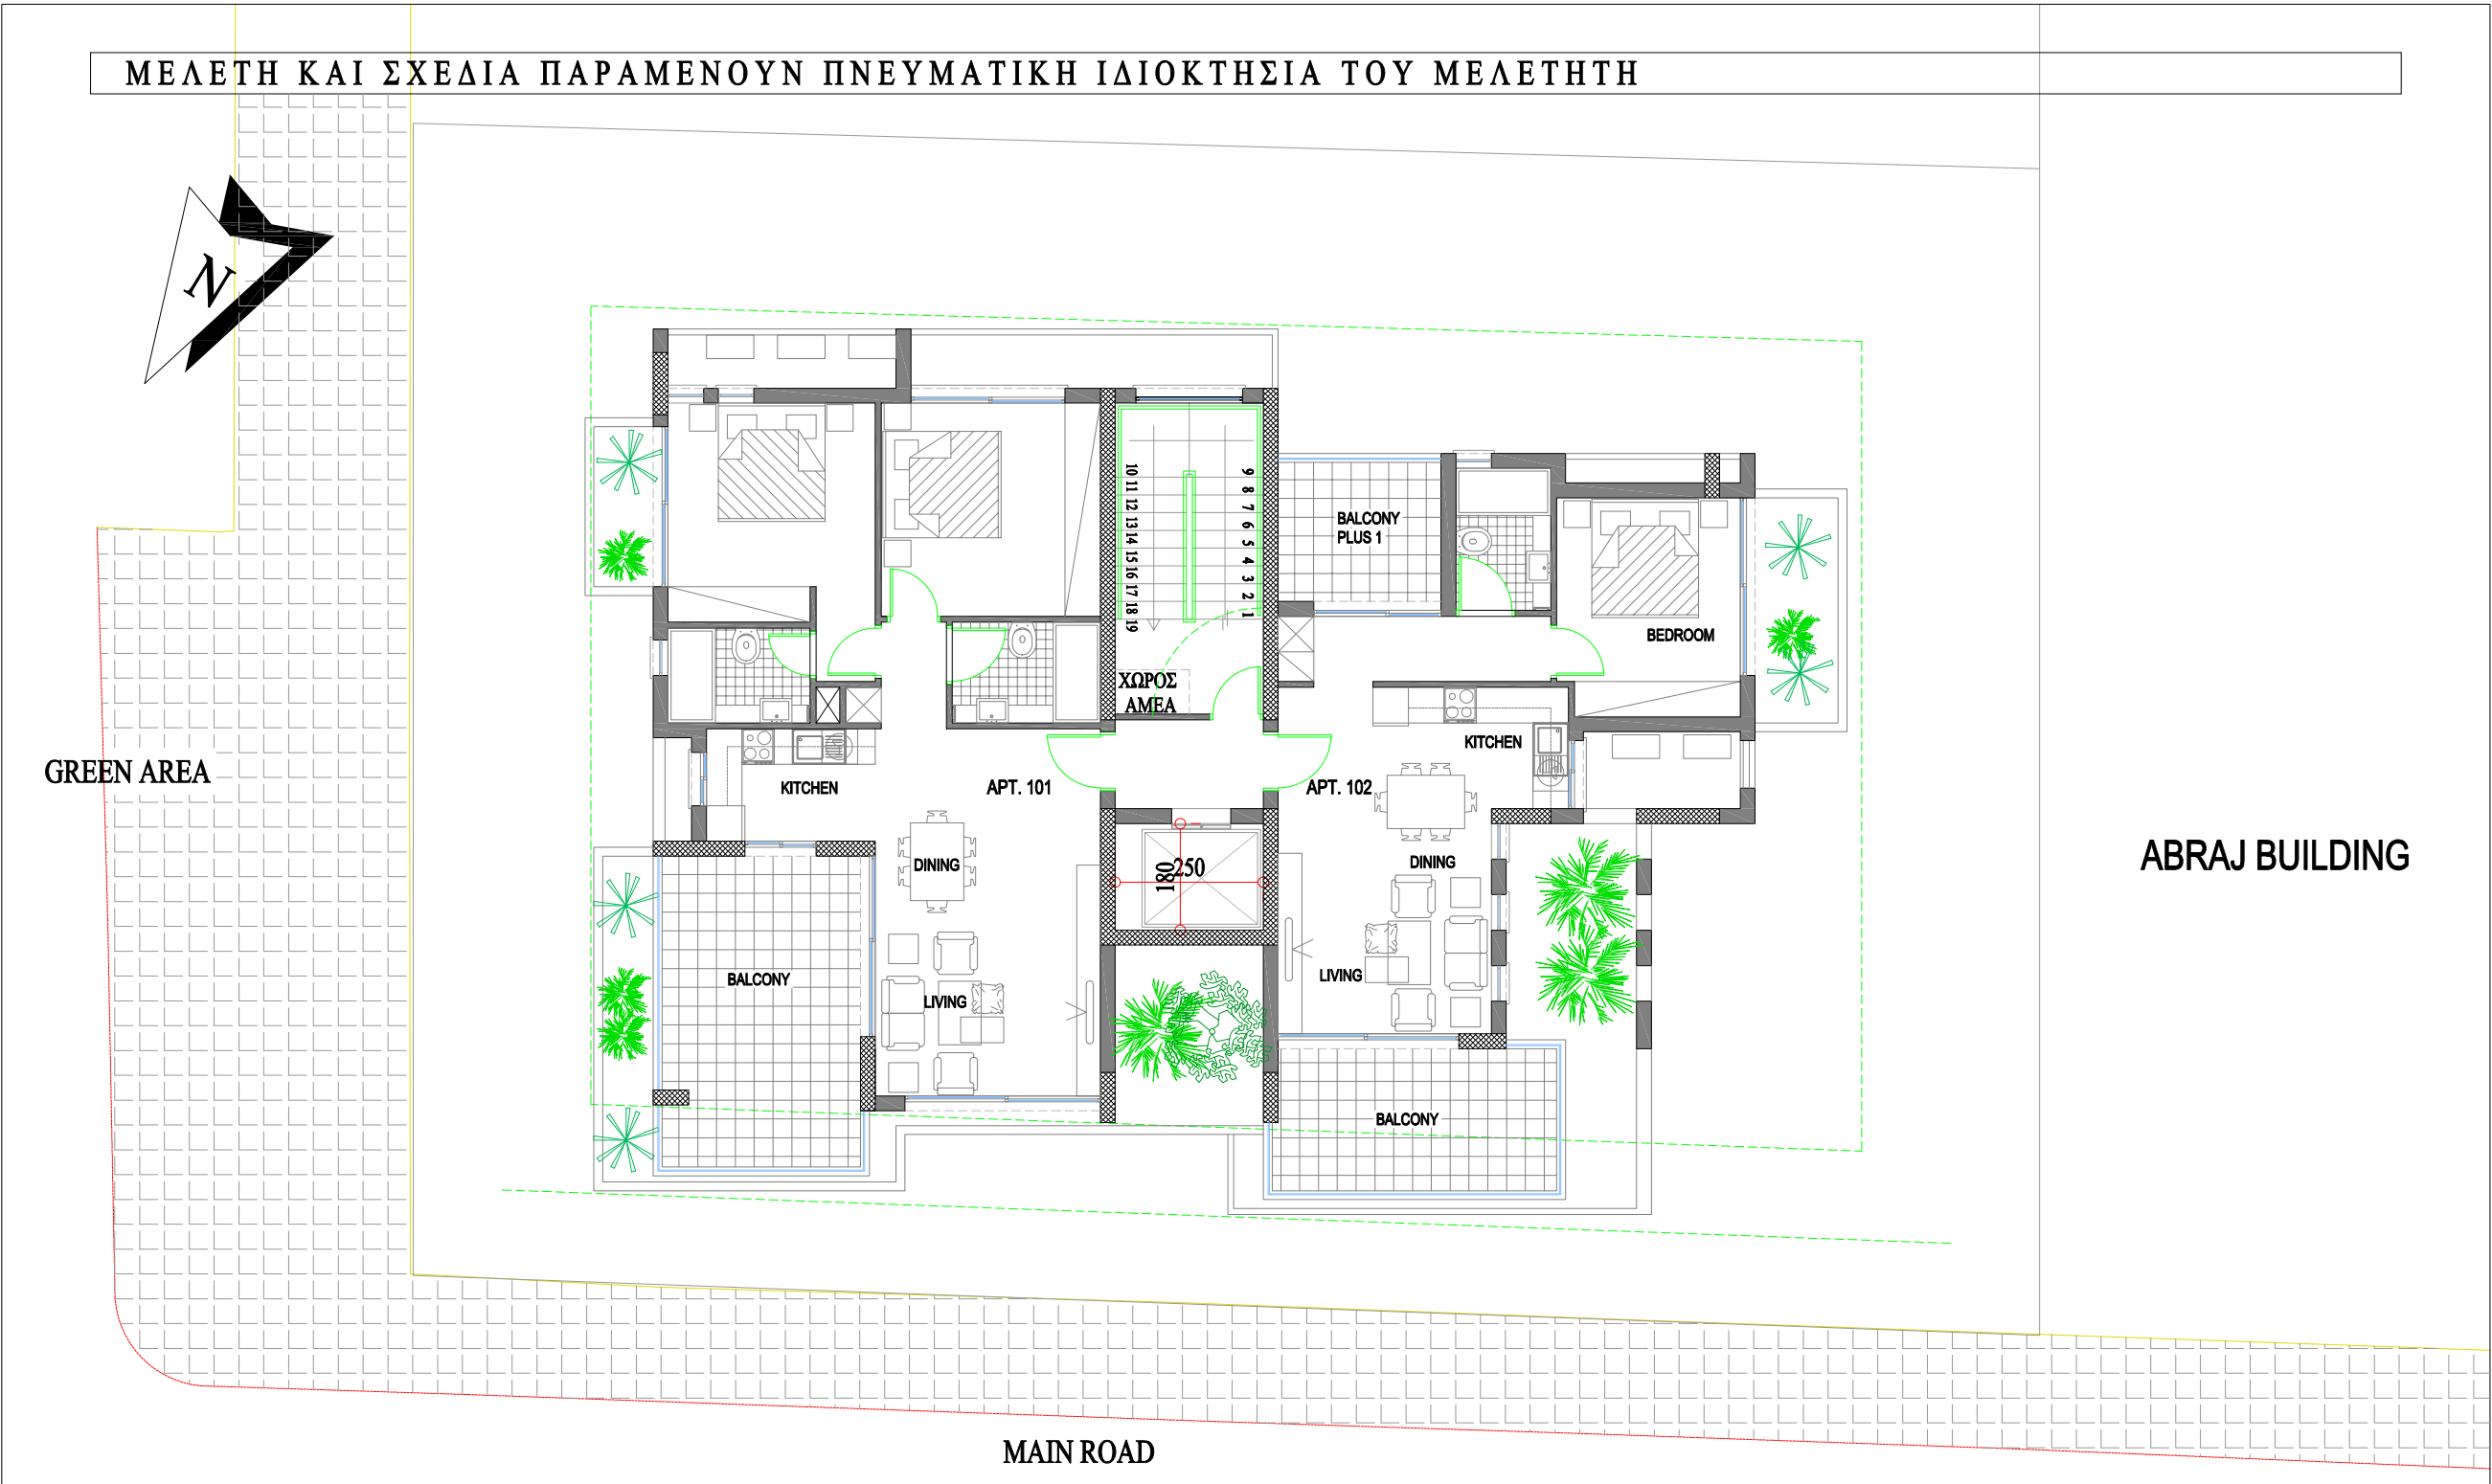 ΜΕΛΕΤΗ ΚΑΙ ΣΧΕΔΙΑ ΠΑΡΑΜΕΝΟΥΝ ΠΝΕΥΜΑΤΙΚΗ ΙΔΙΟΚΤΗΣΙΑ ΤΟΥ ΜΕΛΕΤΗΤΗ
N
10 11 12 13 14 15 16 17 18 19
9 8 7 6 5 4 3 2 1
BALCONY
PLUS 1
BEDROOM
ΧΩΡΟΣ
ΑΜΕΑ
KITCHEN
GREEN AREA
KITCHEN
APT. 101
APT. 102
ABRAJ BUILDING
DINING
180
250
DINING
BALCONY
LIVING
LIVING
BALCONY
MAIN ROAD